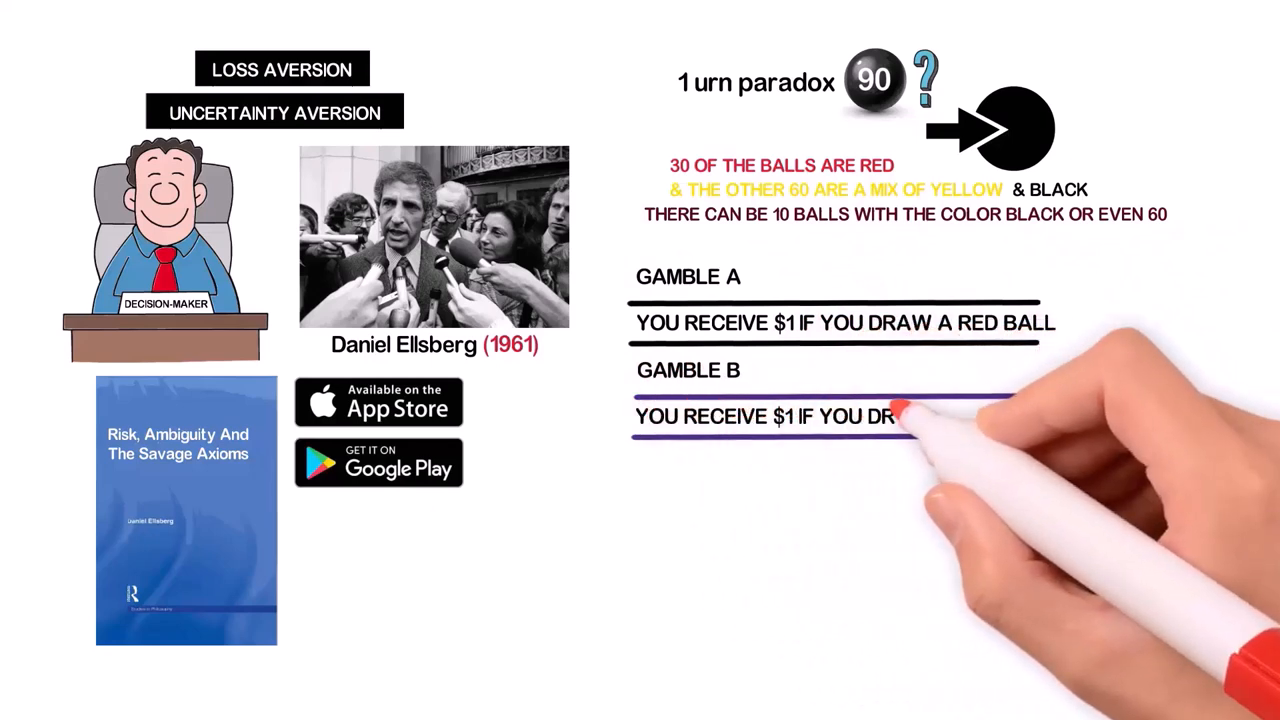 LOSS AVERSION
UNCERTAINTY AVERSION
DECISION-MAKER
Daniel Ellsberg (1961)
Risk, Ambiguity And
The Savage Axioms
Daniel Ellsberg
R
Available on the
App Store
GET IT ON
Google Play
1 urn paradox 90 ?
30 OF THE BALLS ARE RED
& THE OTHER 60 ARE A MIX OF YELLOW & BLACK
THERE CAN BE 10 BALLS WITH THE COLOR BLACK OR EVEN 60
GAMBLE A
YOU RECEIVE $1 IF YOU DRAW A RED BALL
GAMBLE B
YOU RECEIVE $1 IF YOU DR